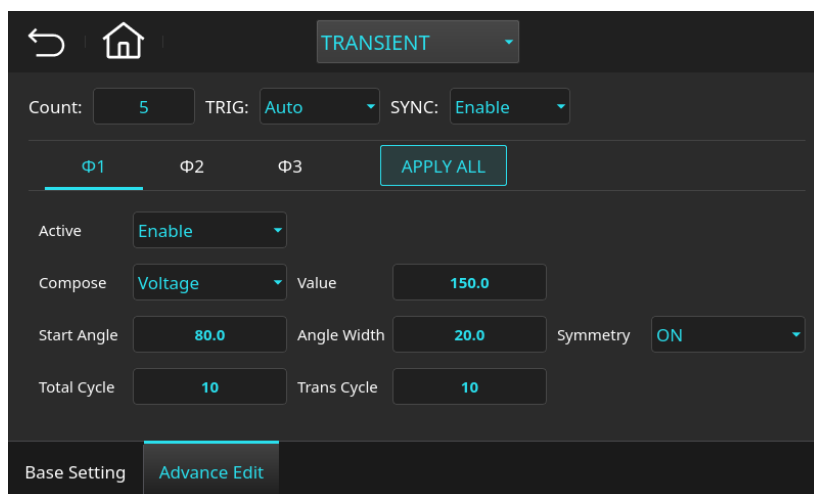 TRANSIENT
Count: 5 TRIG: Auto SYNC: Enable
Φ1 Φ2 Φ3 APPLY ALL
Active Enable
Compose Voltage Value 150.0
Start Angle 80.0 Angle Width 20.0 Symmetry ON
Total Cycle 10 Trans Cycle 10
Base Setting Advance Edit